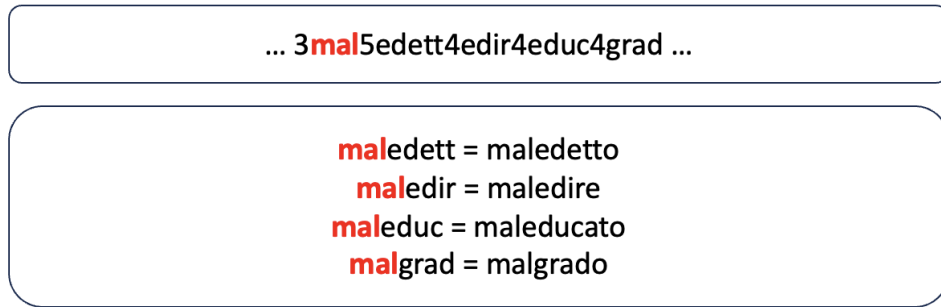 ... 3mal5edett4edir4educ4grad ...
maledett = maledetto
maledir = maledire
maleduc = maleducato
malgrad = malgrado